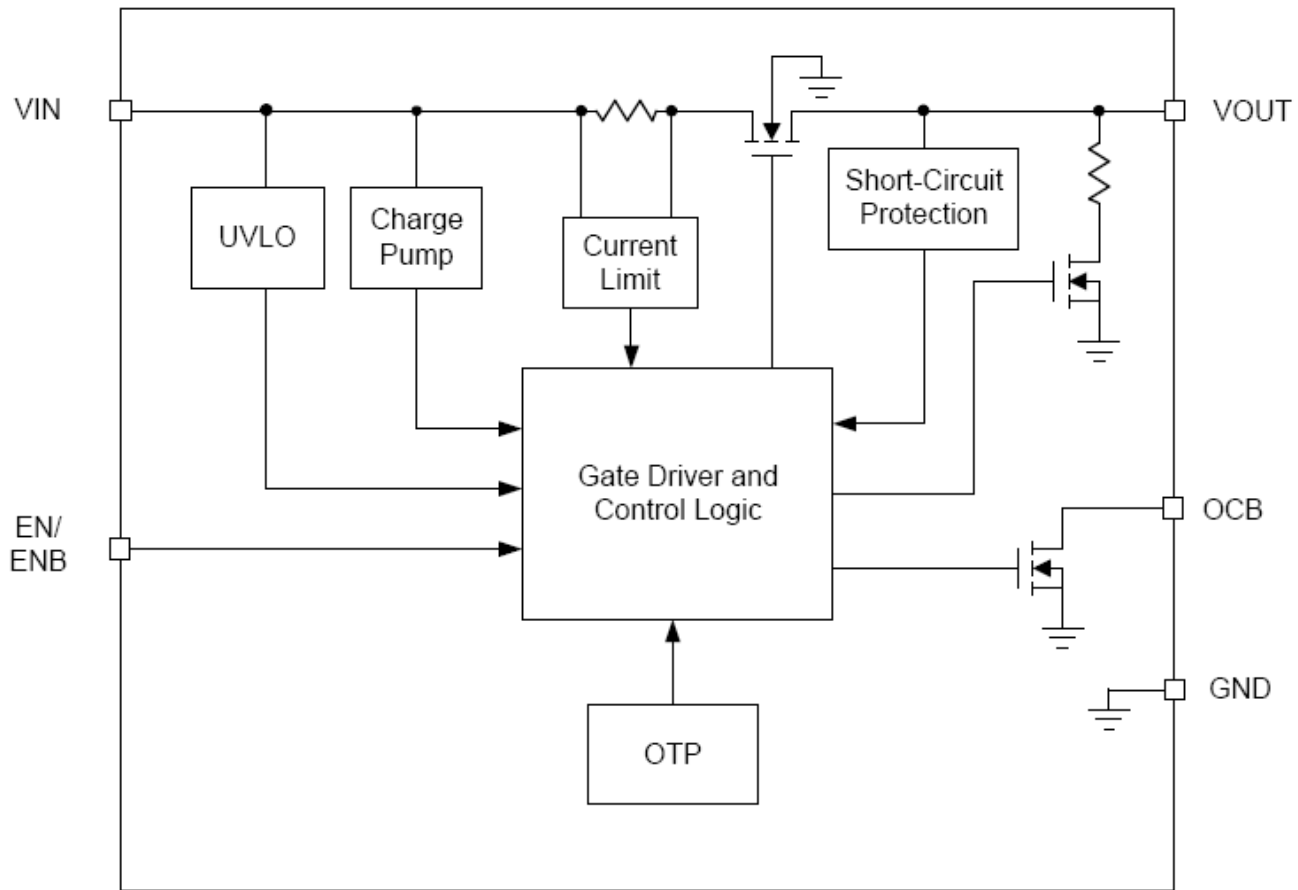 VIN
VOUT
UVLO
Charge
Pump
Current
Limit
Short-Circuit
Protection
Gate Driver and
Control Logic
EN/
ENB
OCB
GND
OTP